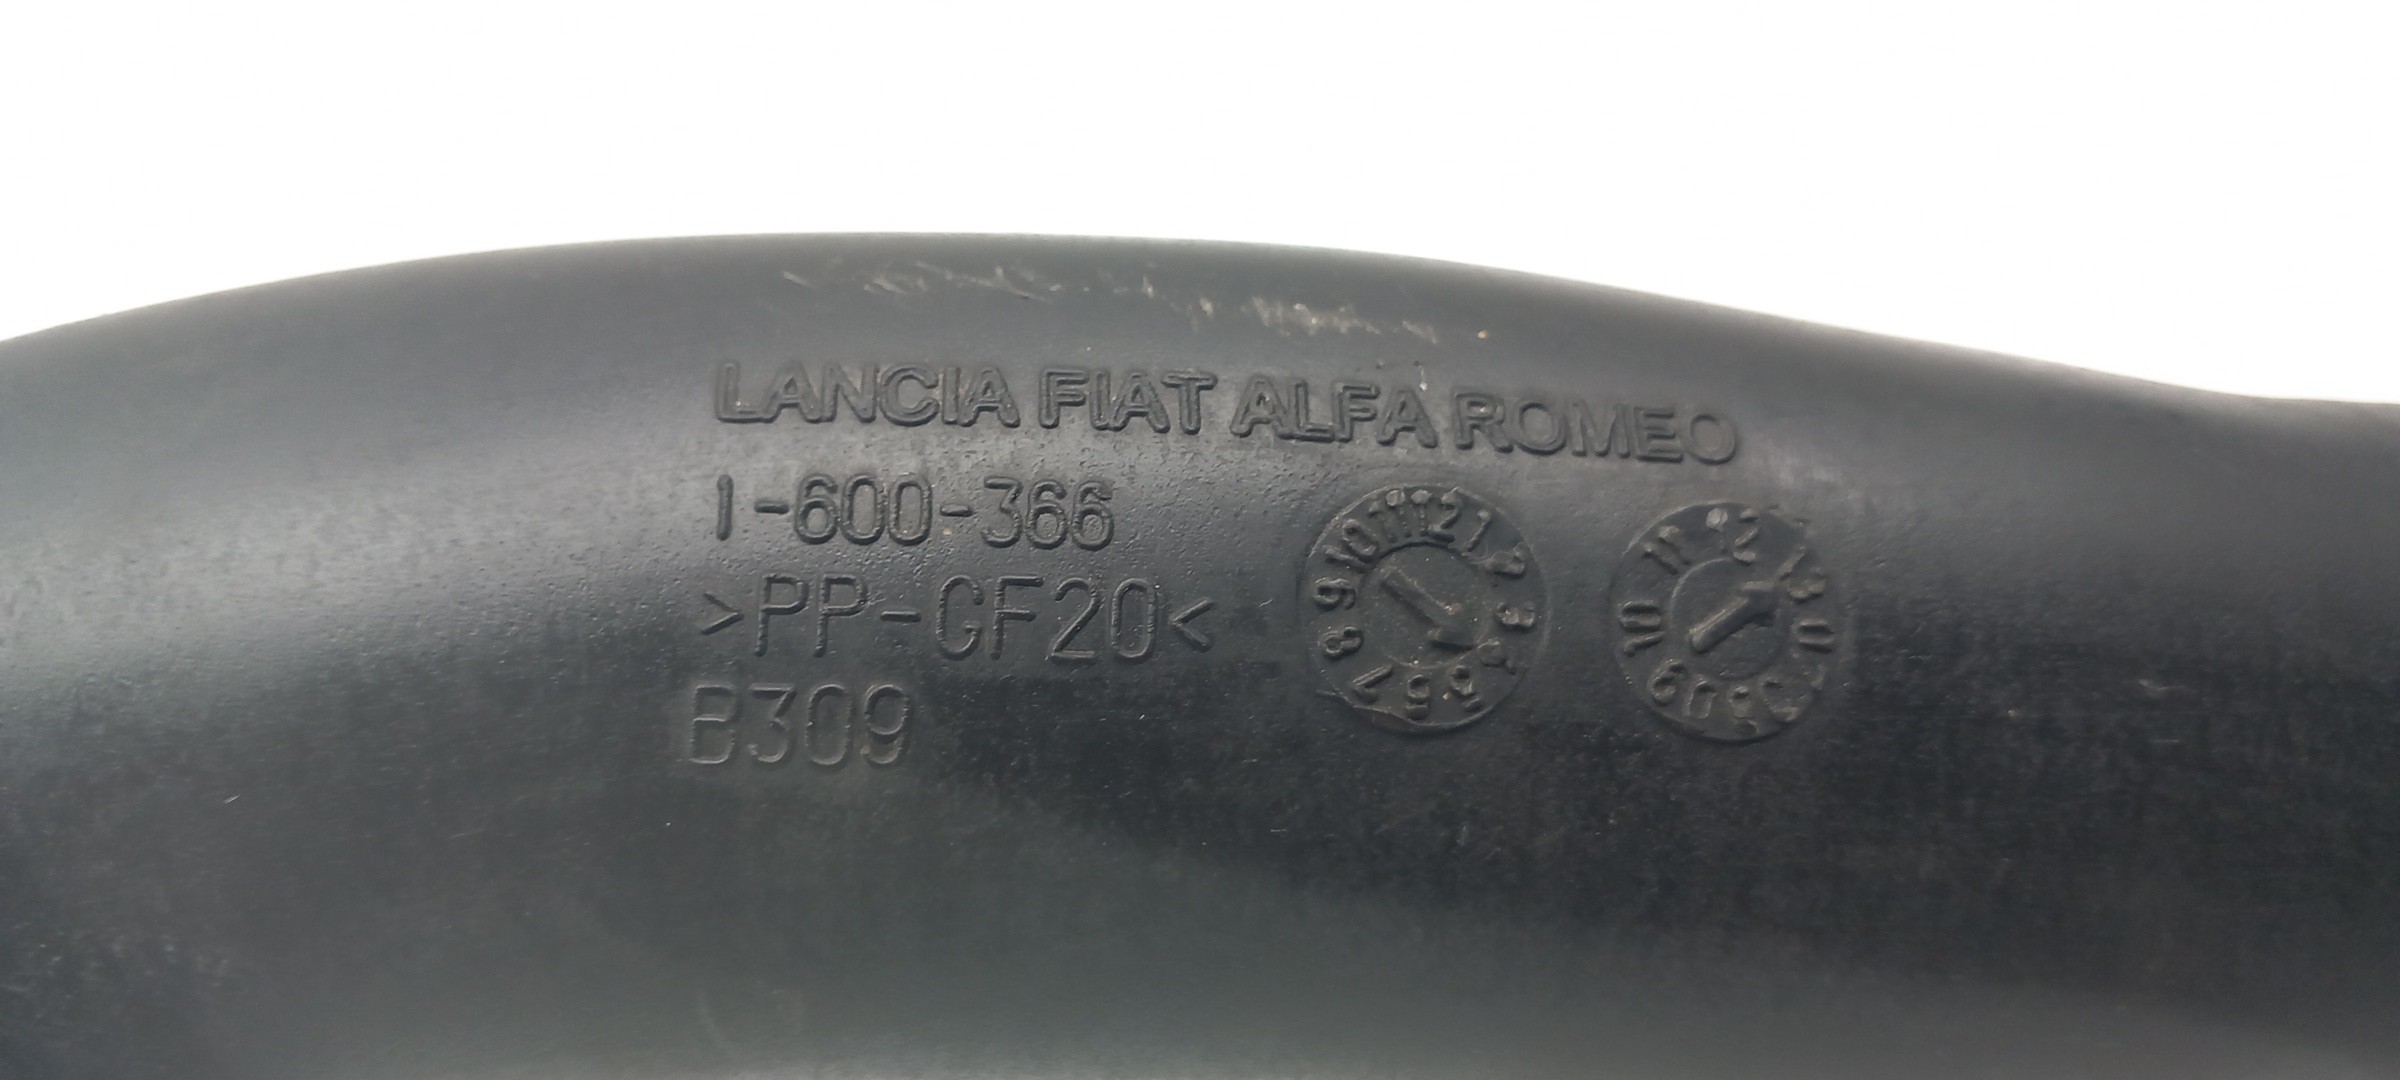 LANCIA FIAT ALFA ROMEO
1-600-366
>PP-GF20<
B309